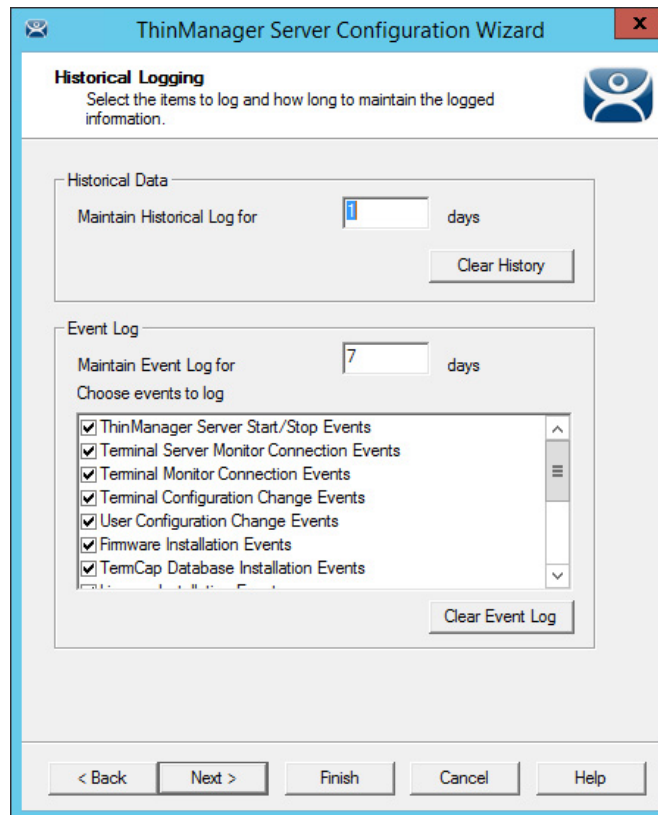 ThinManager Server Configuration Wizard
x
Historical Logging
Select the items to log and how long to maintain the logged
information.
Historical Data
Maintain Historical Log for 1 days
Clear History
Event Log
Maintain Event Log for 7 days
Choose events to log
ThinManager Server Start/Stop Events
Terminal Server Monitor Connection Events
Terminal Monitor Connection Events
Terminal Configuration Change Events
User Configuration Change Events
Firmware Installation Events
TermCap Database Installation Events
Clear Event Log
< Back Next > Finish Cancel Help